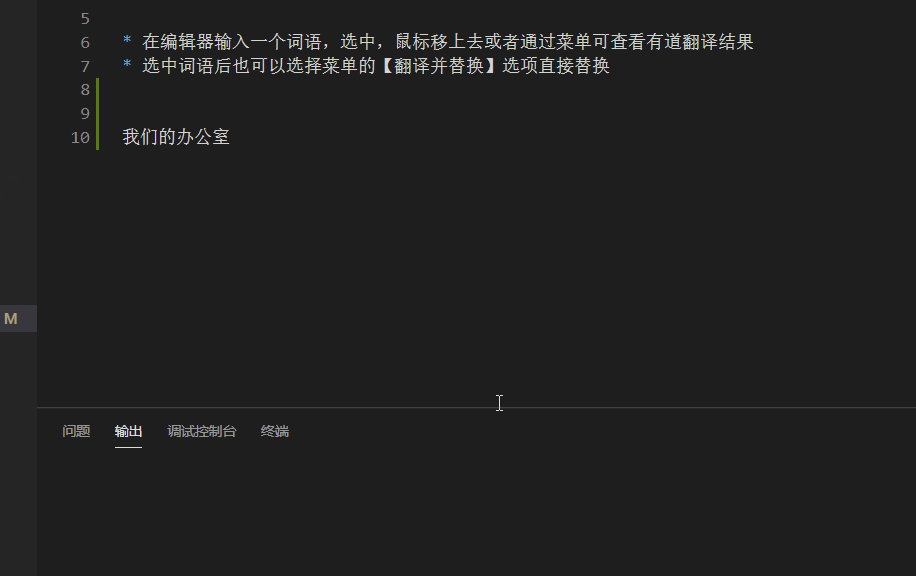 5
6 * 在编辑器输入一个词语，选中，鼠标移上去或者通过菜单可查看有道翻译结果
7 * 选中词语后也可以选择菜单的【翻译并替换】选项直接替换
8
9
10 我们的办公室
M
问题 输出 调试控制台 终端